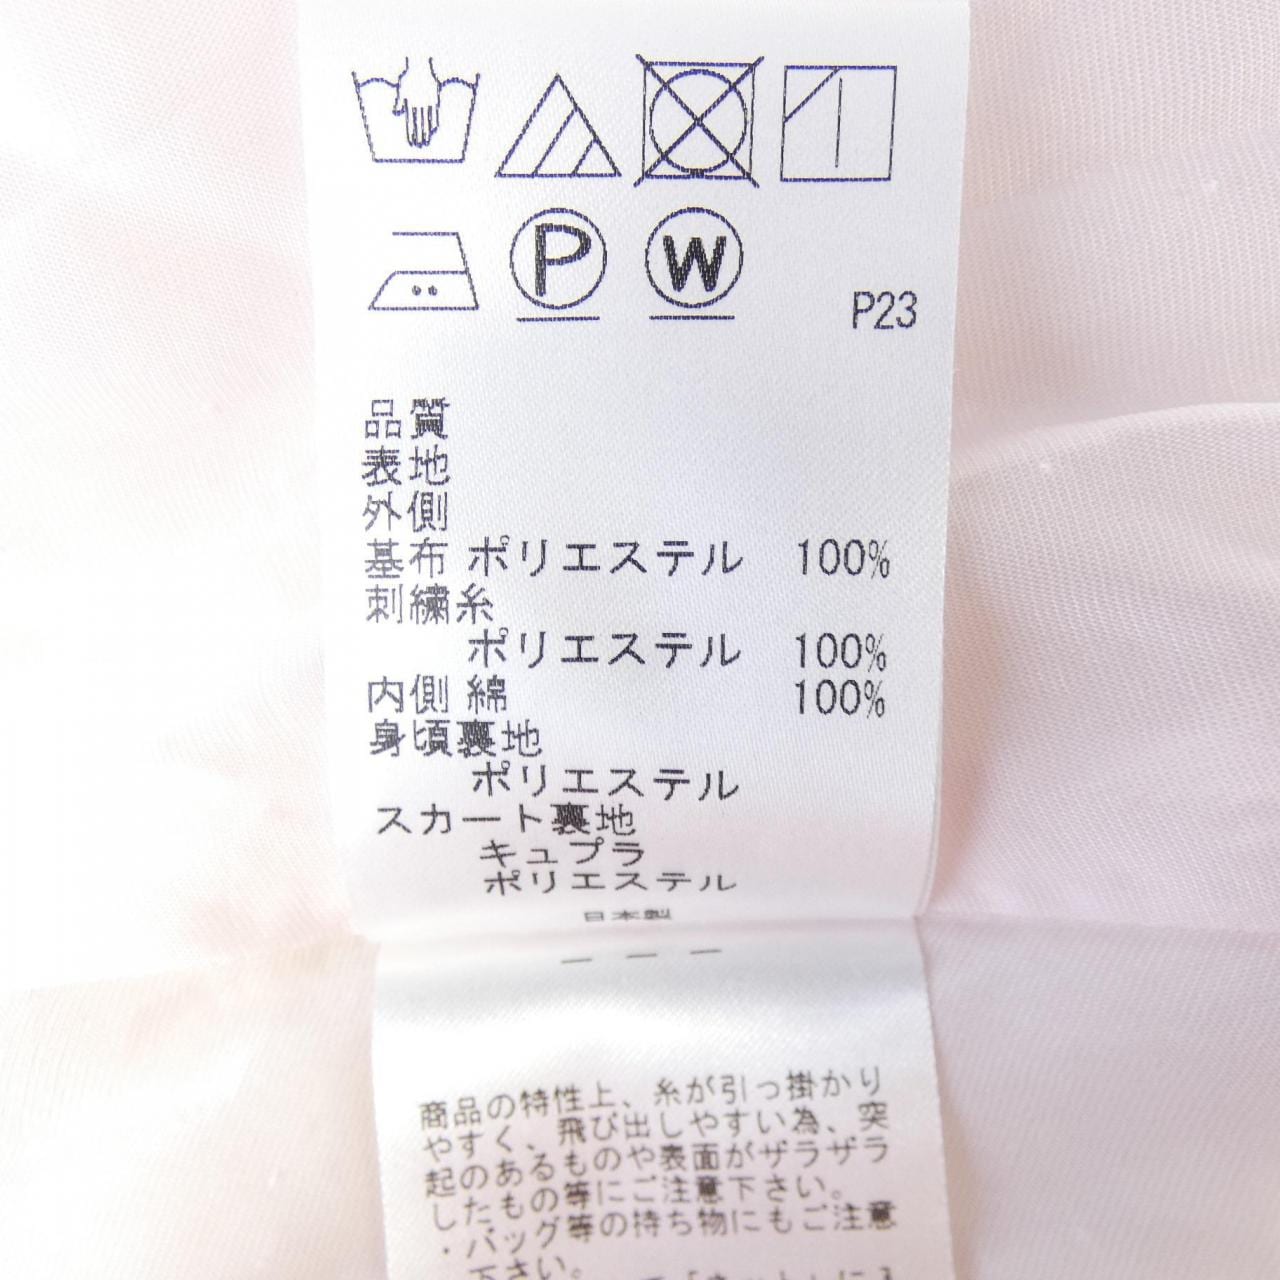 P
W
P23
品質
表地
外側
基布 ポリエステル 100%
刺繍糸
ポリエステル 100%
内側 綿 100%
身頃裏地
ポリエステル
スカート裏地
キュプラ
ポリエステル
日本製
商品の特性上、糸が引っ掛かり
やすく、飛び出しやすい為、突
起のあるものや表面がザラザラ
したもの等にご注意下さい。
・バッグ等の持ち物にもご注意
下さい。